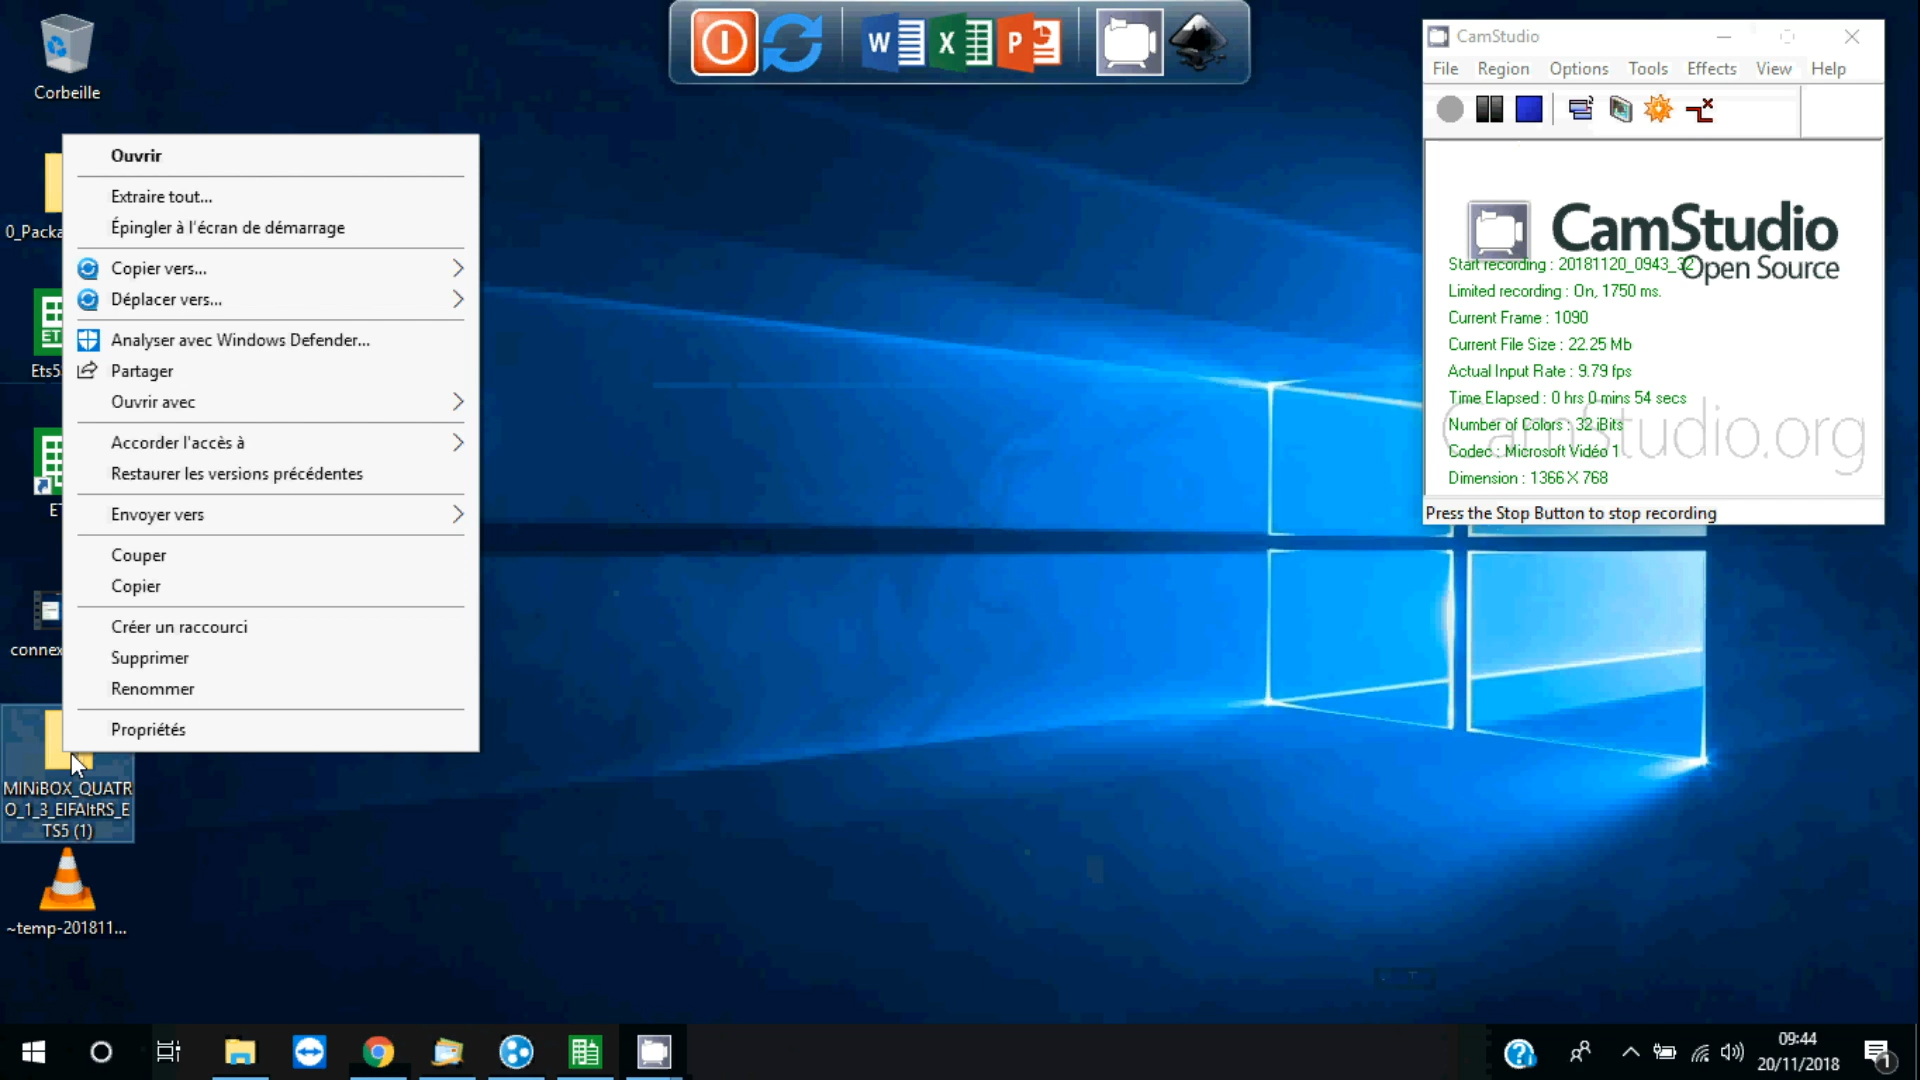 Corbeille
0_Packa
Ets5
ET
connex
MINiBOX_QUATR
O_1_3_EIFAltRS_E
TS5 (1)
~temp-201811...
Ouvrir
Extraire tout...
Épingler à l'écran de démarrage
Copier vers...
Déplacer vers...
Analyser avec Windows Defender...
Partager
Ouvrir avec
Accorder l'accès à
Restaurer les versions précédentes
Envoyer vers
Couper
Copier
Créer un raccourci
Supprimer
Renommer
Propriétés
W X P
CamStudio
File Region Options Tools Effects View Help
CamStudio
Open Source
Start recording : 20181120_0943_32
Limited recording : On, 1750 ms.
Current Frame : 1090
Current File Size : 22.25 Mb
Actual Input Rate : 9.79 fps
Time Elapsed : 0 hrs 0 mins 54 secs
CamStudio.org
Number of Colors : 32 iBits
Codec : Microsoft Vidéo 1
Dimension : 1366 X 768
Press the Stop Button to stop recording
09:44
20/11/2018
1